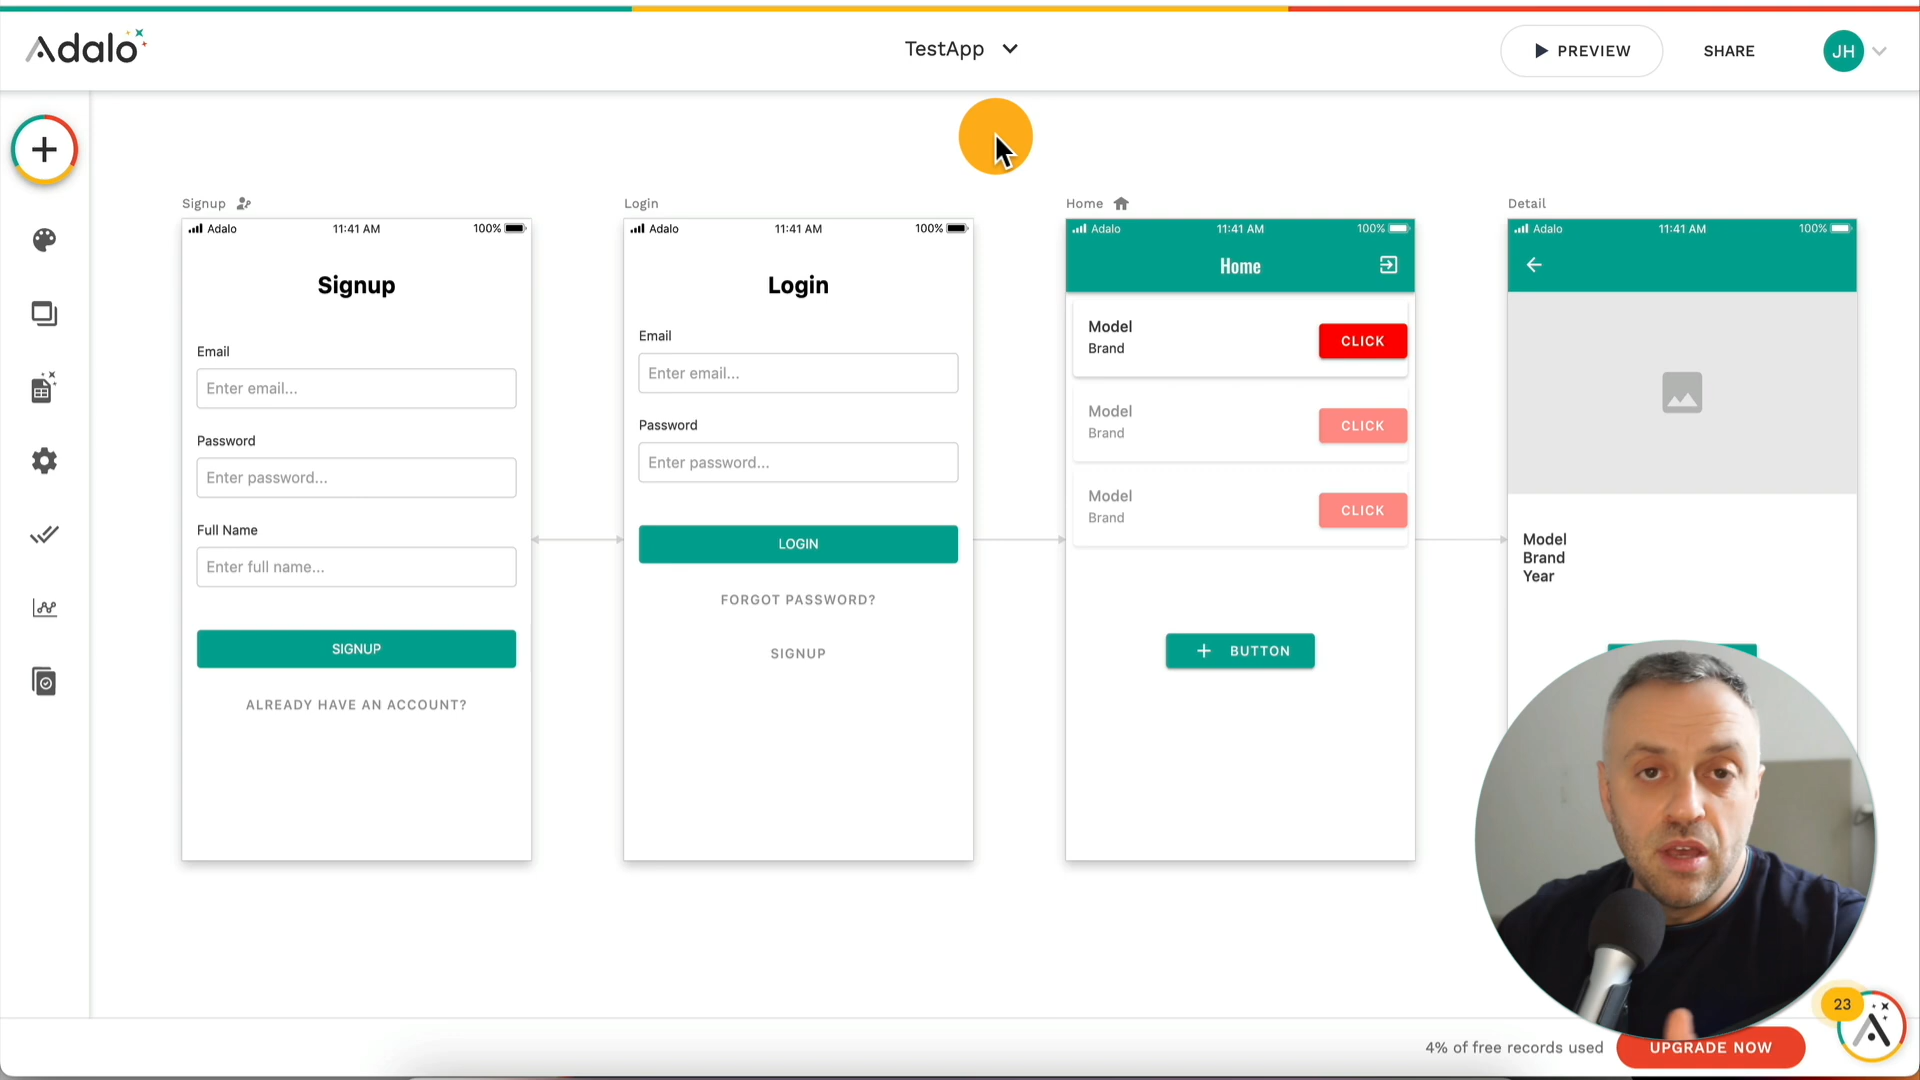 Adalo
TestApp
PREVIEW
SHARE
JH
Signup
Adalo 11:41 AM 100%
Signup
Email
Enter email...
Password
Enter password...
Full Name
Enter full name...
SIGNUP
ALREADY HAVE AN ACCOUNT?
Login
Adalo 11:41 AM 100%
Login
Email
Enter email...
Password
Enter password...
LOGIN
FORGOT PASSWORD?
SIGNUP
Home
Adalo 11:41 AM 100%
Home
Model
Brand
CLICK
Model
Brand
CLICK
Model
Brand
CLICK
+ BUTTON
Detail
Adalo 11:41 AM 100%
Model
Brand
Year
23
4% of free records used
UPGRADE NOW